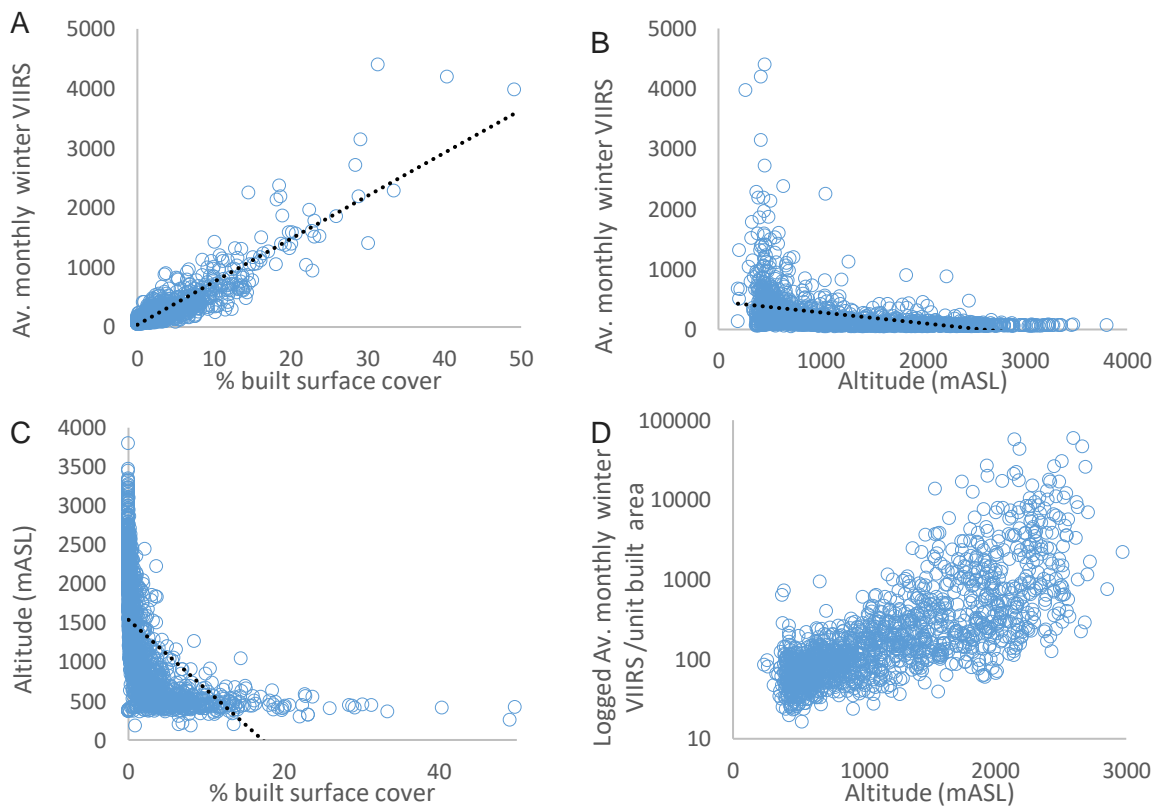 A
5000
4000
3000
2000
1000
0
0 10 20 30 40 50
% built surface cover
Av. monthly winter VIIRS
B
5000
4000
3000
2000
1000
0
0 1000 2000 3000 4000
Altitude (mASL)
Av. monthly winter VIIRS
C
4000
3500
3000
2500
2000
1500
1000
500
0
0 20 40
% built surface cover
Altitude (mASL)
D
100000
10000
1000
100
10
0 1000 2000 3000
Altitude (mASL)
Logged Av. monthly winter
VIIRS /unit built area